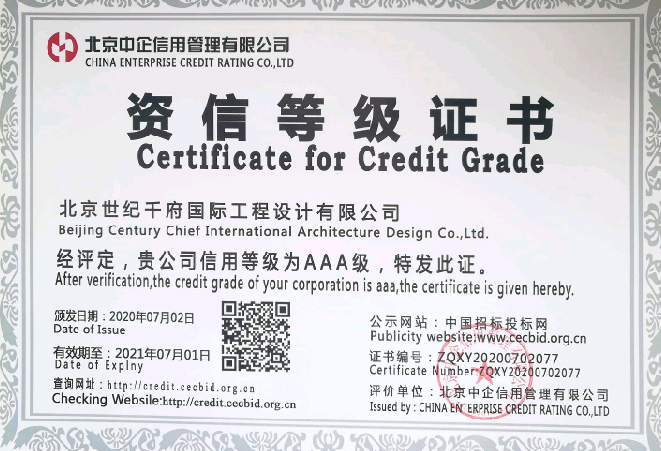 北京中企信用管理有限公司
CHINA ENTERPRISE CREDIT RATING CO.,LTD
资信等级证书
Certificate for Credit Grade
北京世纪千府国际工程设计有限公司
Beijing Century Chief International Architecture Design Co.,Ltd.
经评定，贵公司信用等级为AAA级，特发此证。
After verification,the credit grade of your corporation is aaa,the certificate is given hereby.
颁发日期：2020年07月02日
Date of Issue
有效期至：2021年07月01日
Date of Expiny
查询网址：http://credit.cecbid.org.cn
Checking Website:http://credit.cecbid.org.cn
公示网站：中国招标投标网
Publicity website:www.cecbid.org.cn
证书编号：ZQXY20200702077
Certificate Number:ZQXY20200702077
评价单位：北京中企信用管理有限公司
Issued by：CHINA ENTERPRISE CREDIT RATING CO.,LTD